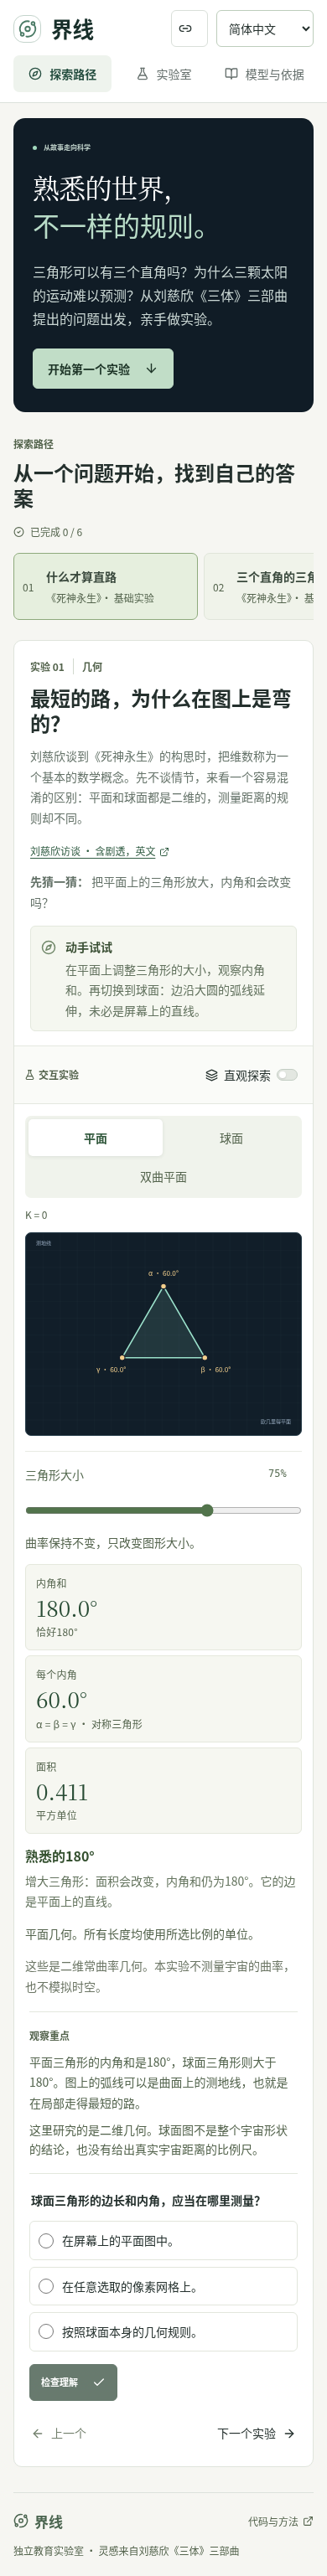 界线
简体中文
探索路径
实验室
模型与依据
从故事走向科学
熟悉的世界,
不一样的规则。
三角形可以有三个直角吗？为什么三颗太阳
的运动难以预测？从刘慈欣《三体》三部曲
提出的问题出发，亲手做实验。
开始第一个实验
探索路径
从一个问题开始，找到自己的答
案
已完成 0 / 6
01
什么才算直路
《死神永生》· 基础实验
02
三个直角的三角
《死神永生》· 基
实验 01
几何
最短的路，为什么在图上是弯
的？
刘慈欣谈到《死神永生》的构思时，把维数称为一
个基本的数学概念。先不谈情节，来看一个容易混
淆的区别：平面和球面都是二维的，测量距离的规
则却不同。
刘慈欣访谈 · 含剧透，英文
先猜一猜： 把平面上的三角形放大，内角和会改变
吗？
动手试试
在平面上调整三角形的大小，观察内角
和。再切换到球面：边沿大圆的弧线延
伸，未必是屏幕上的直线。
交互实验
直观探索
平面
球面
双曲平面
K = 0
α · 60.0°
γ · 60.0°
β · 60.0°
欧几里得平面
三角形大小
75%
曲率保持不变，只改变图形大小。
内角和
180.0°
恰好180°
每个内角
60.0°
α = β = γ · 对称三角形
面积
0.411
平方单位
熟悉的180°
增大三角形：面积会改变，内角和仍为180°。它的边
是平面上的直线。
平面几何。所有长度均使用所选比例的单位。
这些是二维常曲率几何。本实验不测量宇宙的曲率，
也不模拟时空。
观察重点
平面三角形的内角和是180°，球面三角形则大于
180°。图上的弧线可以是曲面上的测地线，也就是
在局部走得最短的路。
这里研究的是二维几何。球面图不是整个宇宙形状
的结论，也没有给出真实宇宙距离的比例尺。
球面三角形的边长和内角，应当在哪里测量？
在屏幕上的平面图中。
在任意选取的像素网格上。
按照球面本身的几何规则。
检查理解
上一个
下一个实验
界线
代码与方法
独立教育实验室 · 灵感来自刘慈欣《三体》三部曲